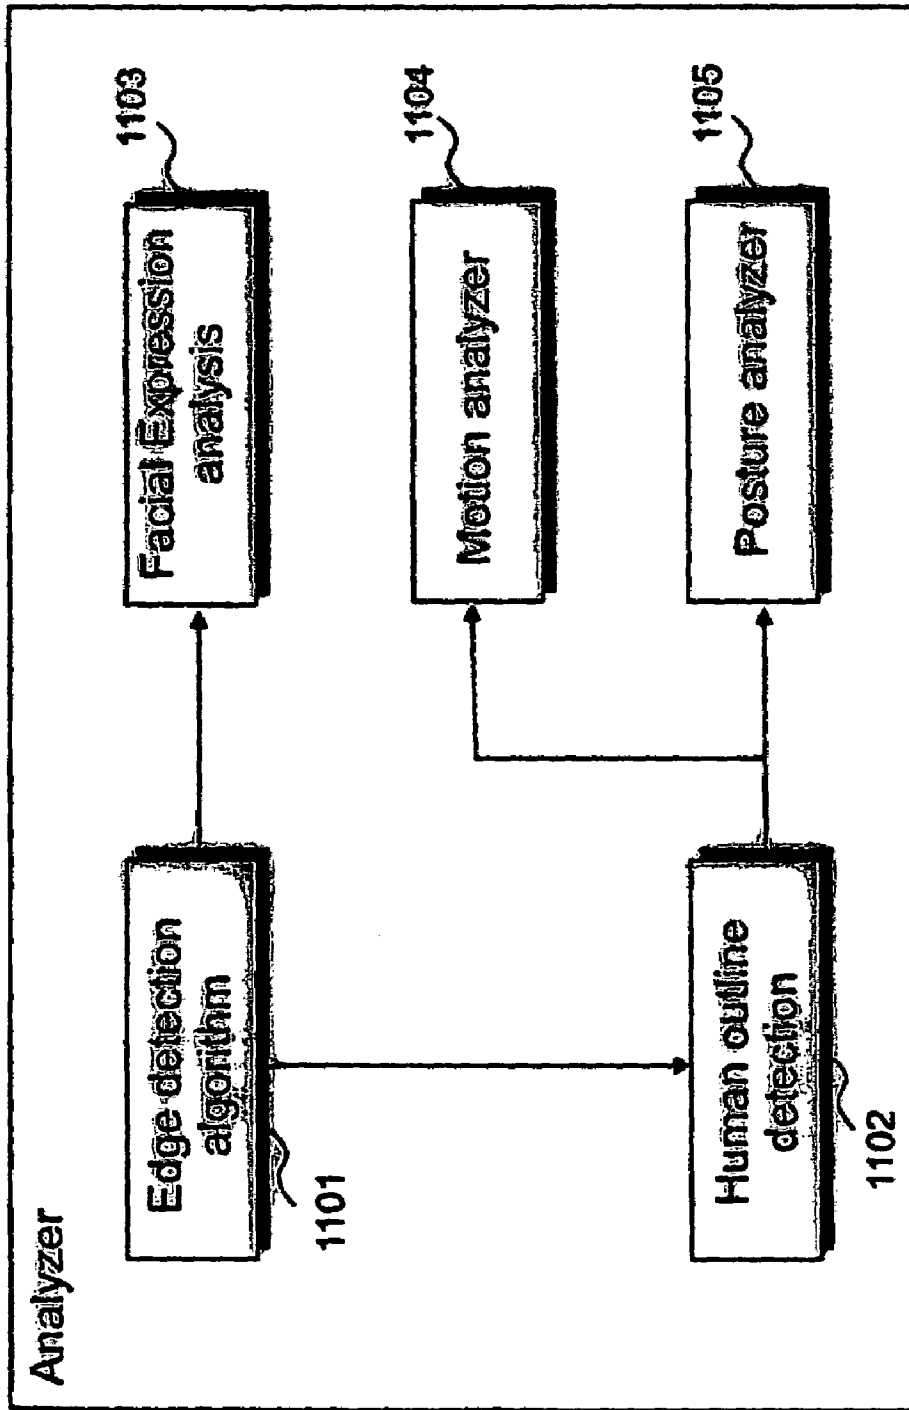 Analyzer
Edge detection
algorithm
1101
Facial Expression
analysis
1103
Motion analyzer
1104
Human outline
detection
1102
Posture analyzer
1105